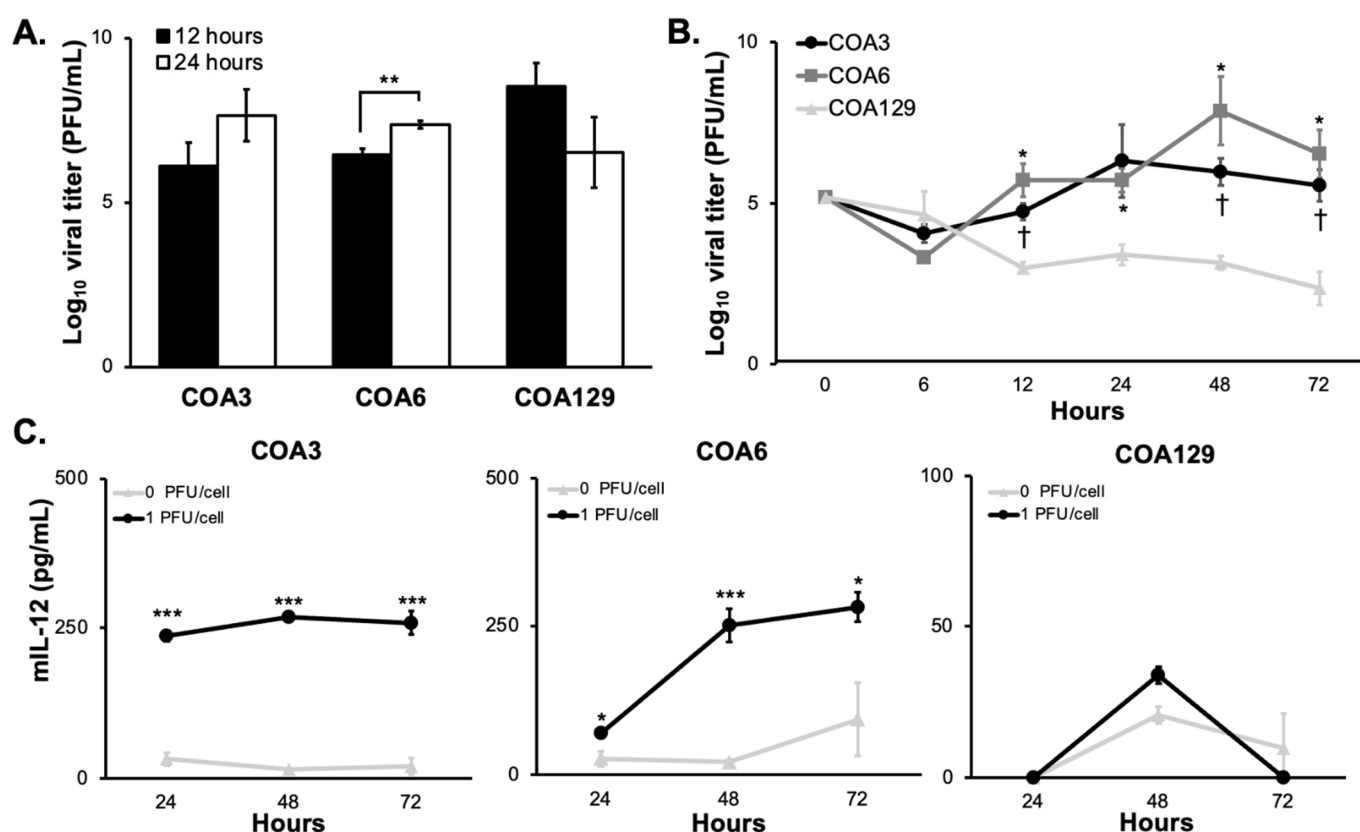 A.
10
5
0
Log₁₀ viral titer (PFU/mL)
12 hours
24 hours
**
COA3
COA6
COA129
B.
10
5
0
Log₁₀ viral titer (PFU/mL)
COA3
COA6
COA129
*
*
*
*
†
†
†
0
6
12
24
48
72
Hours
C.
COA3
500
250
0
mIL-12 (pg/mL)
0 PFU/cell
1 PFU/cell
***
***
***
24
48
72
Hours
COA6
500
250
0
0 PFU/cell
1 PFU/cell
*
***
*
24
48
72
Hours
COA129
100
50
0
0 PFU/cell
1 PFU/cell
24
48
72
Hours